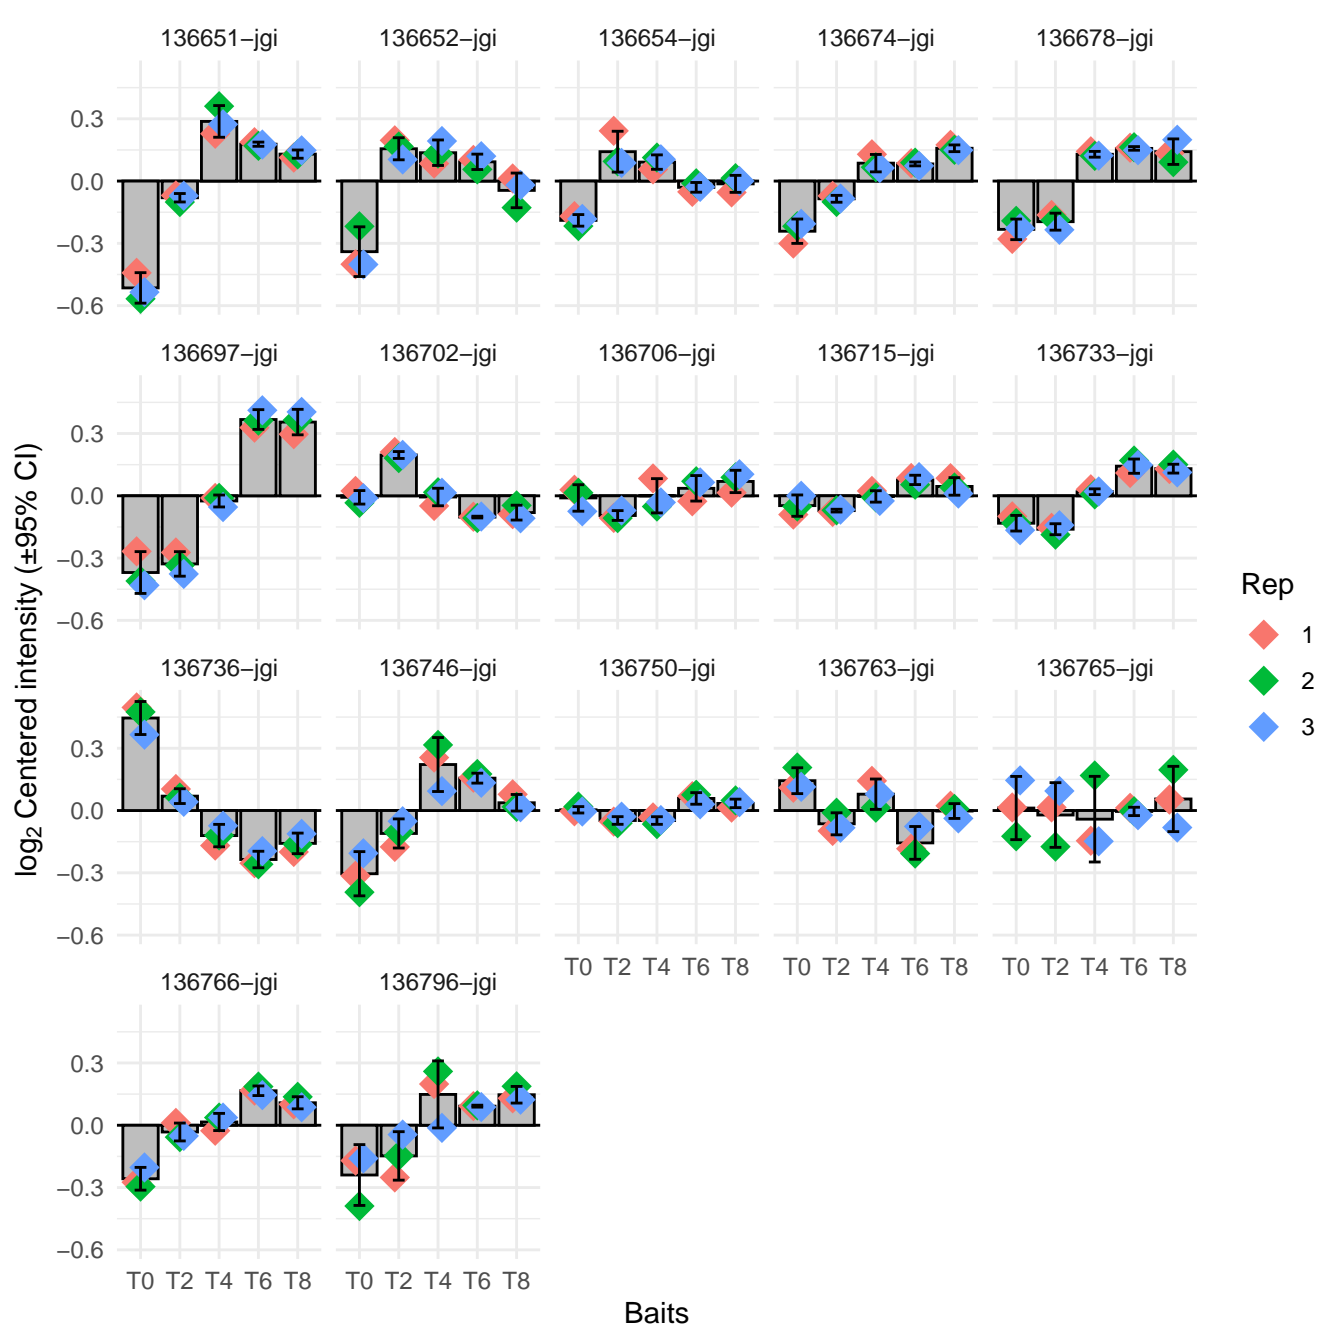 136651−jgi 136652−jgi 136654−jgi 136674−jgi 136678−jgi
0.3
0.0
−0.3
−0.6
136697−jgi 136702−jgi 136706−jgi 136715−jgi 136733−jgi
0.3
0.0
−0.3
−0.6
136736−jgi 136746−jgi 136750−jgi 136763−jgi 136765−jgi
0.3
0.0
−0.3
−0.6
T0 T2 T4 T6 T8 T0 T2 T4 T6 T8 T0 T2 T4 T6 T8
136766−jgi 136796−jgi
0.3
0.0
−0.3
−0.6
T0 T2 T4 T6 T8 T0 T2 T4 T6 T8
Baits
log₂ Centered intensity (±95% CI)
Rep
1
2
3